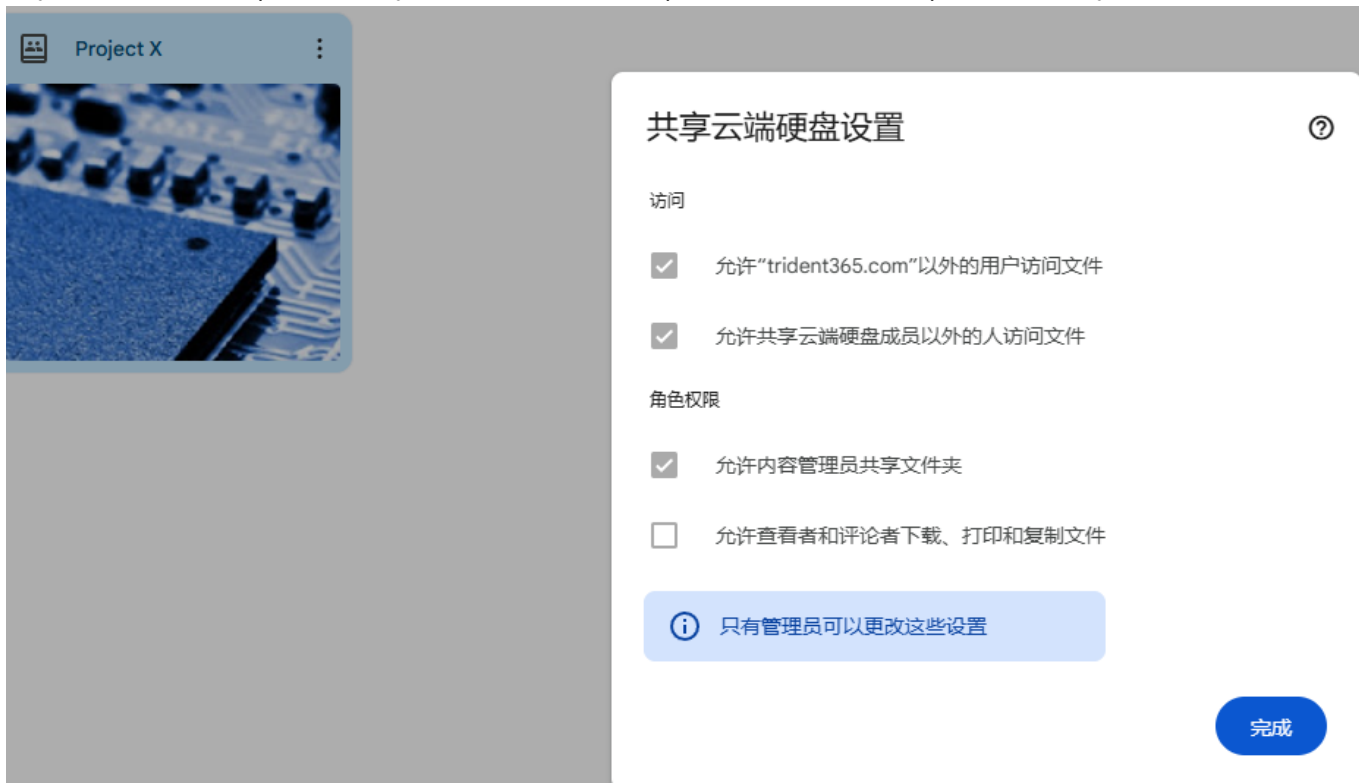 Project X
共享云端硬盘设置
访问
允许“trident365.com”以外的用户访问文件
允许共享云端硬盘成员以外的人访问文件
角色权限
允许内容管理员共享文件夹
允许查看者和评论者下载、打印和复制文件
只有管理员可以更改这些设置
完成